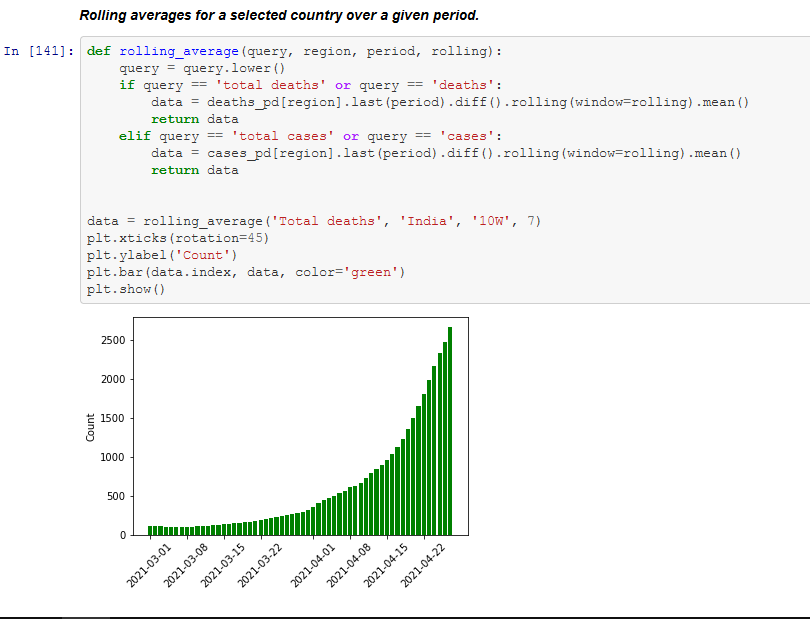 Rolling averages for a selected country over a given period.
In [141]: def rolling_average(query, region, period, rolling):
    query = query.lower()
    if query == 'total deaths' or query == 'deaths':
        data = deaths_pd[region].last(period).diff().rolling(window=rolling).mean()
        return data
    elif query == 'total cases' or query == 'cases':
        data = cases_pd[region].last(period).diff().rolling(window=rolling).mean()
        return data
data = rolling_average('Total deaths', 'India', '10W', 7)
plt.xticks(rotation=45)
plt.ylabel('Count')
plt.bar(data.index, data, color='green')
plt.show()
2500
2000
1500
1000
500
0
Count
2021-03-01
2021-03-08
2021-03-15
2021-03-22
2021-04-01
2021-04-08
2021-04-15
2021-04-22